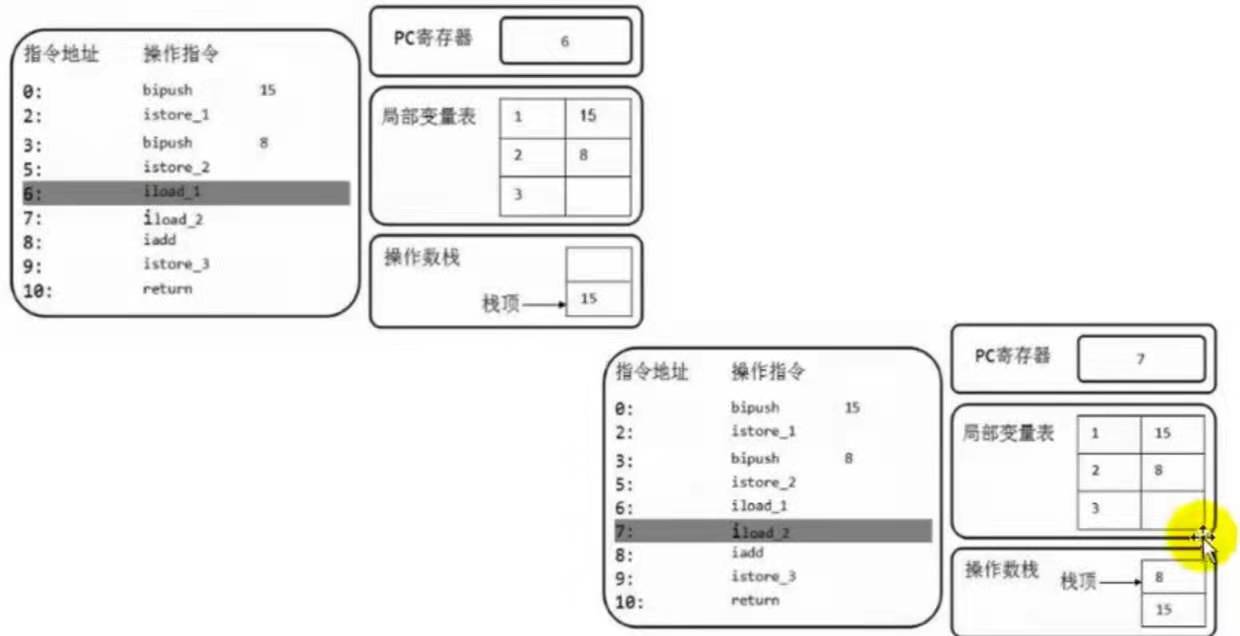 指令地址 操作指令
0: bipush 15
2: istore_1
3: bipush 8
5: istore_2
6: iload_1
7: iload_2
8: iadd
9: istore_3
10: return
PC寄存器 6
局部变量表 1 15
2 8
3
操作数栈
栈顶 15
指令地址 操作指令
0: bipush 15
2: istore_1
3: bipush 8
5: istore_2
6: iload_1
7: iload_2
8: iadd
9: istore_3
10: return
PC寄存器 7
局部变量表 1 15
2 8
3
操作数栈 栈顶 8
15